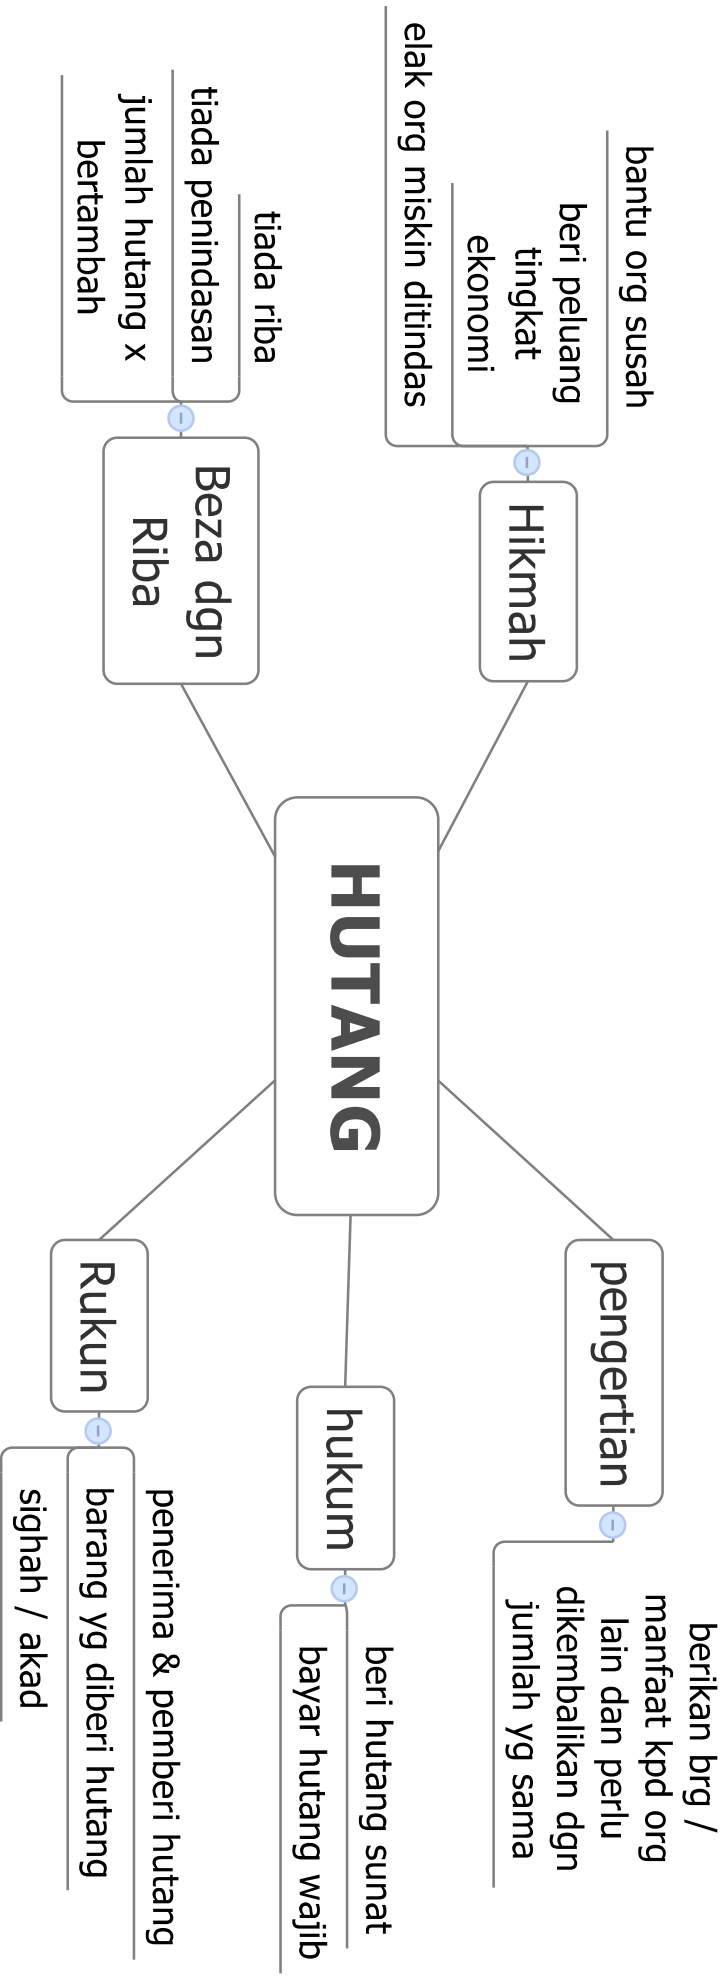 HUTANG
pengertian
berikan brg /
manfaat kpd org
lain dan perlu
dikembalikan dgn
jumlah yg sama
hukum
beri hutang sunat
bayar hutang wajib
Rukun
penerima & pemberi hutang
barang yg diberi hutang
sighah / akad
Hikmah
bantu org susah
beri peluang
tingkat
ekonomi
elak org miskin ditindas
Beza dgn
Riba
tiada riba
tiada penindasan
jumlah hutang x
bertambah